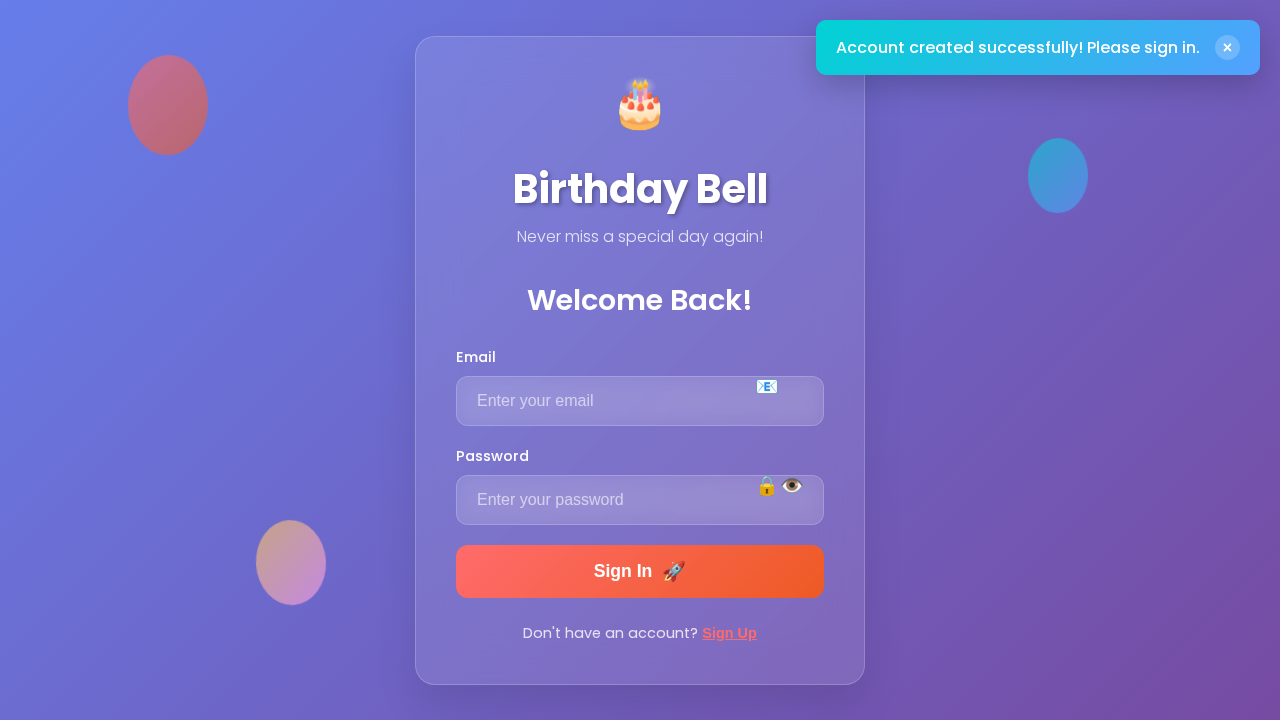 Account created successfully! Please sign in. ×
Birthday Bell
Never miss a special day again!
Welcome Back!
Email
Enter your email
Password
Enter your password
Sign In 🚀
Don't have an account? Sign Up